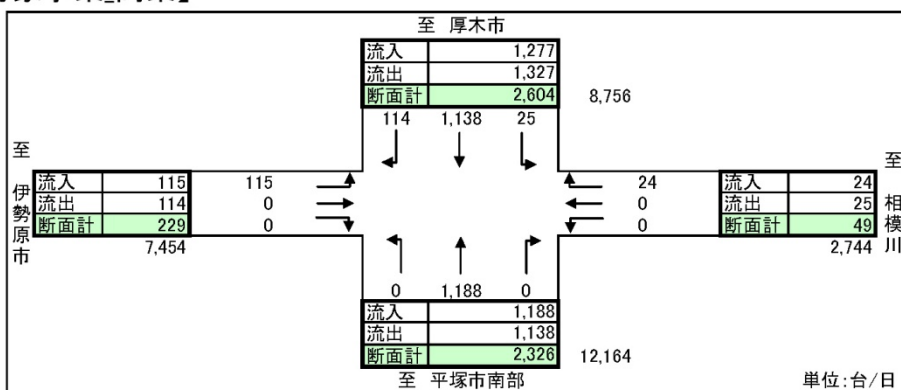 至 厚木市
流入 1,277
流出 1,327
断面計 2,604
8,756
114 1,138 25
至 伊勢原市
流入 115
流出 114
断面計 229
7,454
115
0
0
24
0
0
流入 24
流出 25
断面計 49
2,744
至 相模川
0 1,188 0
流入 1,188
流出 1,138
断面計 2,326
12,164
至 平塚市南部
単位:台/日